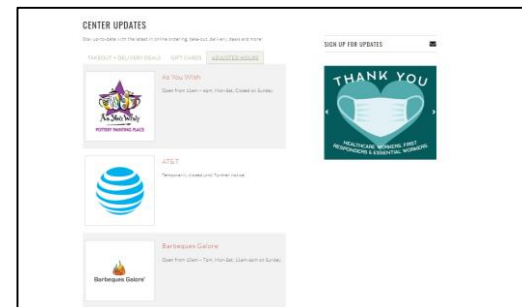 CENTER UPDATES
Stay up-to-date with the latest in online ordering, take-out, delivery, deals and more!
TAKEOUT + DELIVERY DEALS GIFT CARDS ADJUSTED HOURS
As You Wish
Open from 10am – 6pm, Mon-Sat, Closed on Sunday.
As You Wish
POTTERY PAINTING PLACE
AT&T
Temporarily closed until further notice.
Barbeques Galore
Open from 10am – 7pm, Mon-Sat; 11am-6pm on Sunday.
Barbeques Galore
SIGN UP FOR UPDATES
THANK YOU
HEALTHCARE WORKERS, FIRST
RESPONDERS & ESSENTIAL WORKERS